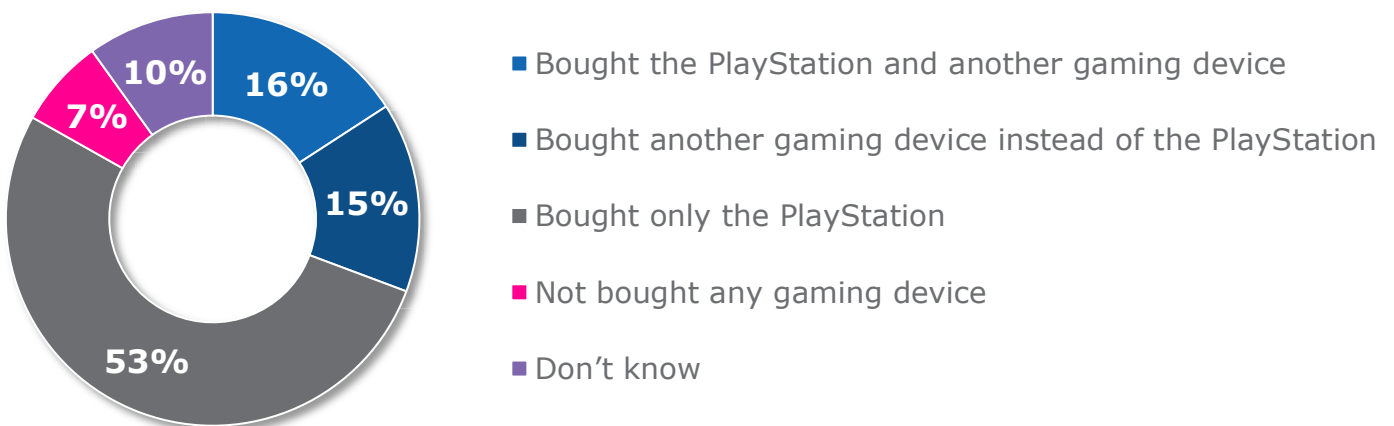 10%
16%
7%
15%
53%
Bought the PlayStation and another gaming device
Bought another gaming device instead of the PlayStation
Bought only the PlayStation
Not bought any gaming device
Don’t know